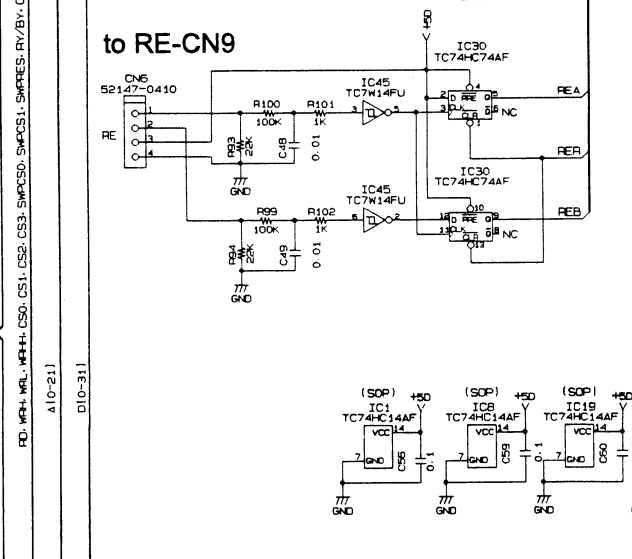 to RE-CN9
+5D
IC30
TC74HC74AF
CN6
52147-0410
RE
1
2
3
4
R100
100K
R101
1K
IC45
TC7W14FU
3
5
R93
22K
C48
0.01
GND
4
2 D PRE Q 5
3 CLK Q 6 NC
CLR
1
REA
RER
IC30
TC74HC74AF
R99
100K
R102
1K
IC45
TC7W14FU
6
2
R94
22K
C49
0.01
GND
10
12 D PRE Q 9
11 CLK Q 8 NC
CLR
13
REB
RD. WRH. WRL. WRHH. CS0. CS1. CS2. CS3. SWPCS0. SWPCS1. SWPRES. RY/BY.
A[0-21]
D[0-31]
(SOP)
IC1
TC74HC14AF
+5D
VCC 14
7 GND
C56
0.1
GND
(SOP)
IC8
TC74HC14AF
+5D
VCC 14
7 GND
C59
0.1
GND
(SOP)
IC19
TC74HC14AF
+5D
VCC 14
7 GND
C60
GND